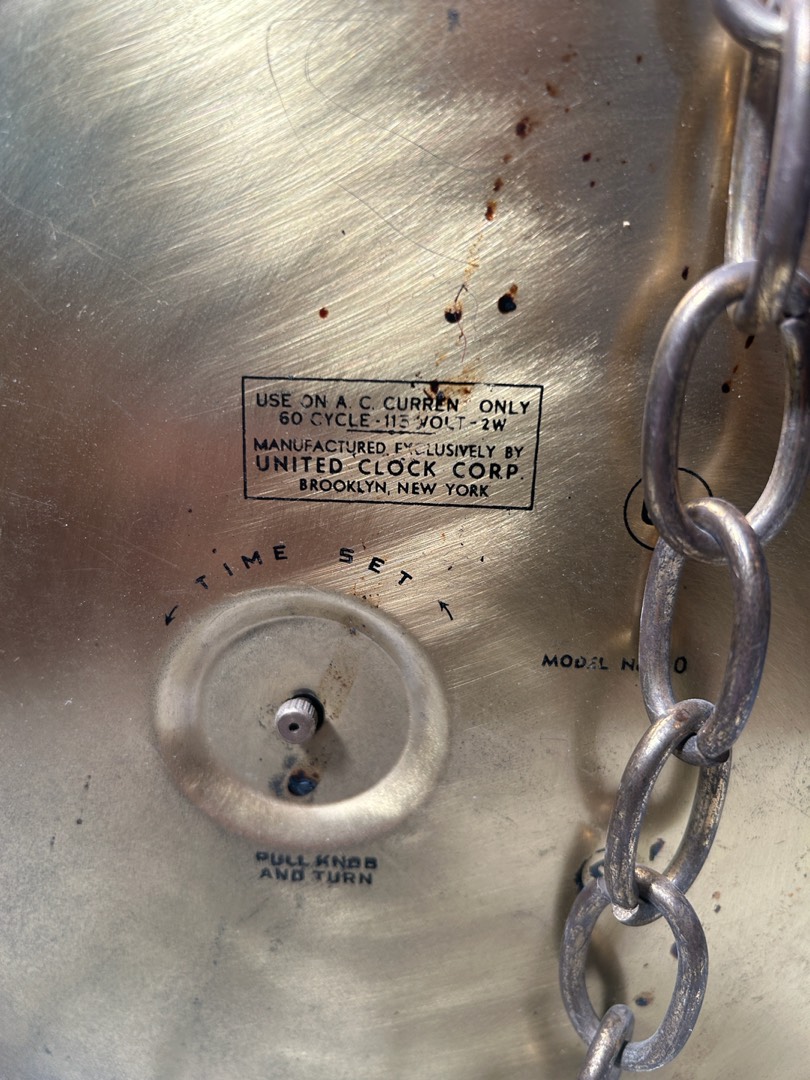 USE ON A. C. CURRENT ONLY
60 CYCLE-115 VOLT-2W
MANUFACTURED EXCLUSIVELY BY
UNITED CLOCK CORP.
BROOKLYN, NEW YORK
TIME SET
MODEL
PULL KNOB
AND TURN